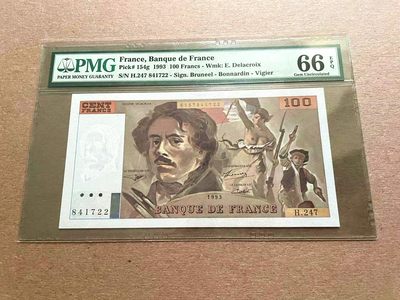 PMG
PAPER MONEY GUARANTY
France, Banque de France
Pick# 154g 1993 100 Francs - Wmk: E. Delacroix
S/N H.247 841722 - Sign. Bruneel - Bonnardin - Vigier
66 EPQ
Gem Uncirculated
CENT
FRANCS
100
1993
841722
BANQUE DE FRANCE
H.247